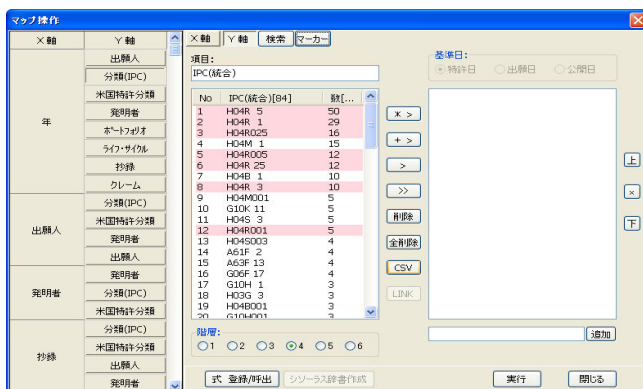 マップ操作
X軸 Y軸
年
出願人
分類(IPC)
米国特許分類
発明者
ポートフォリオ
ライフ・サイクル
抄録
クレーム
出願人
分類(IPC)
米国特許分類
発明者
出願人
発明者
発明者
分類(IPC)
米国特許分類
抄録
分類(IPC)
米国特許分類
出願人
発明者
X軸 Y軸 検索 マーカー
項目:
IPC(統合)
No IPC(統合)[84] 数[...
1 H04R 5 50
2 H04R 1 29
3 H04R025 16
4 H04M 1 15
5 H04R005 12
6 H04R 25 12
7 H04B 1 10
8 H04R 3 10
9 H04M001 5
10 G10K 11 5
11 H04S 3 5
12 H04R001 5
13 H04S003 4
14 A61F 2 4
15 A63F 13 4
16 G06F 17 4
17 G10H 1 3
18 H03G 3 3
19 H04B001 3
20 G10H001 3
階層:
1 2 3 4 5 6
* >
+ >
>
>>
削除
全削除
CSV
LINK
基準日:
特許日 出願日 公開日
上
×
下
追加
式 登録/呼出 シソーラス辞書作成 実行 閉じる